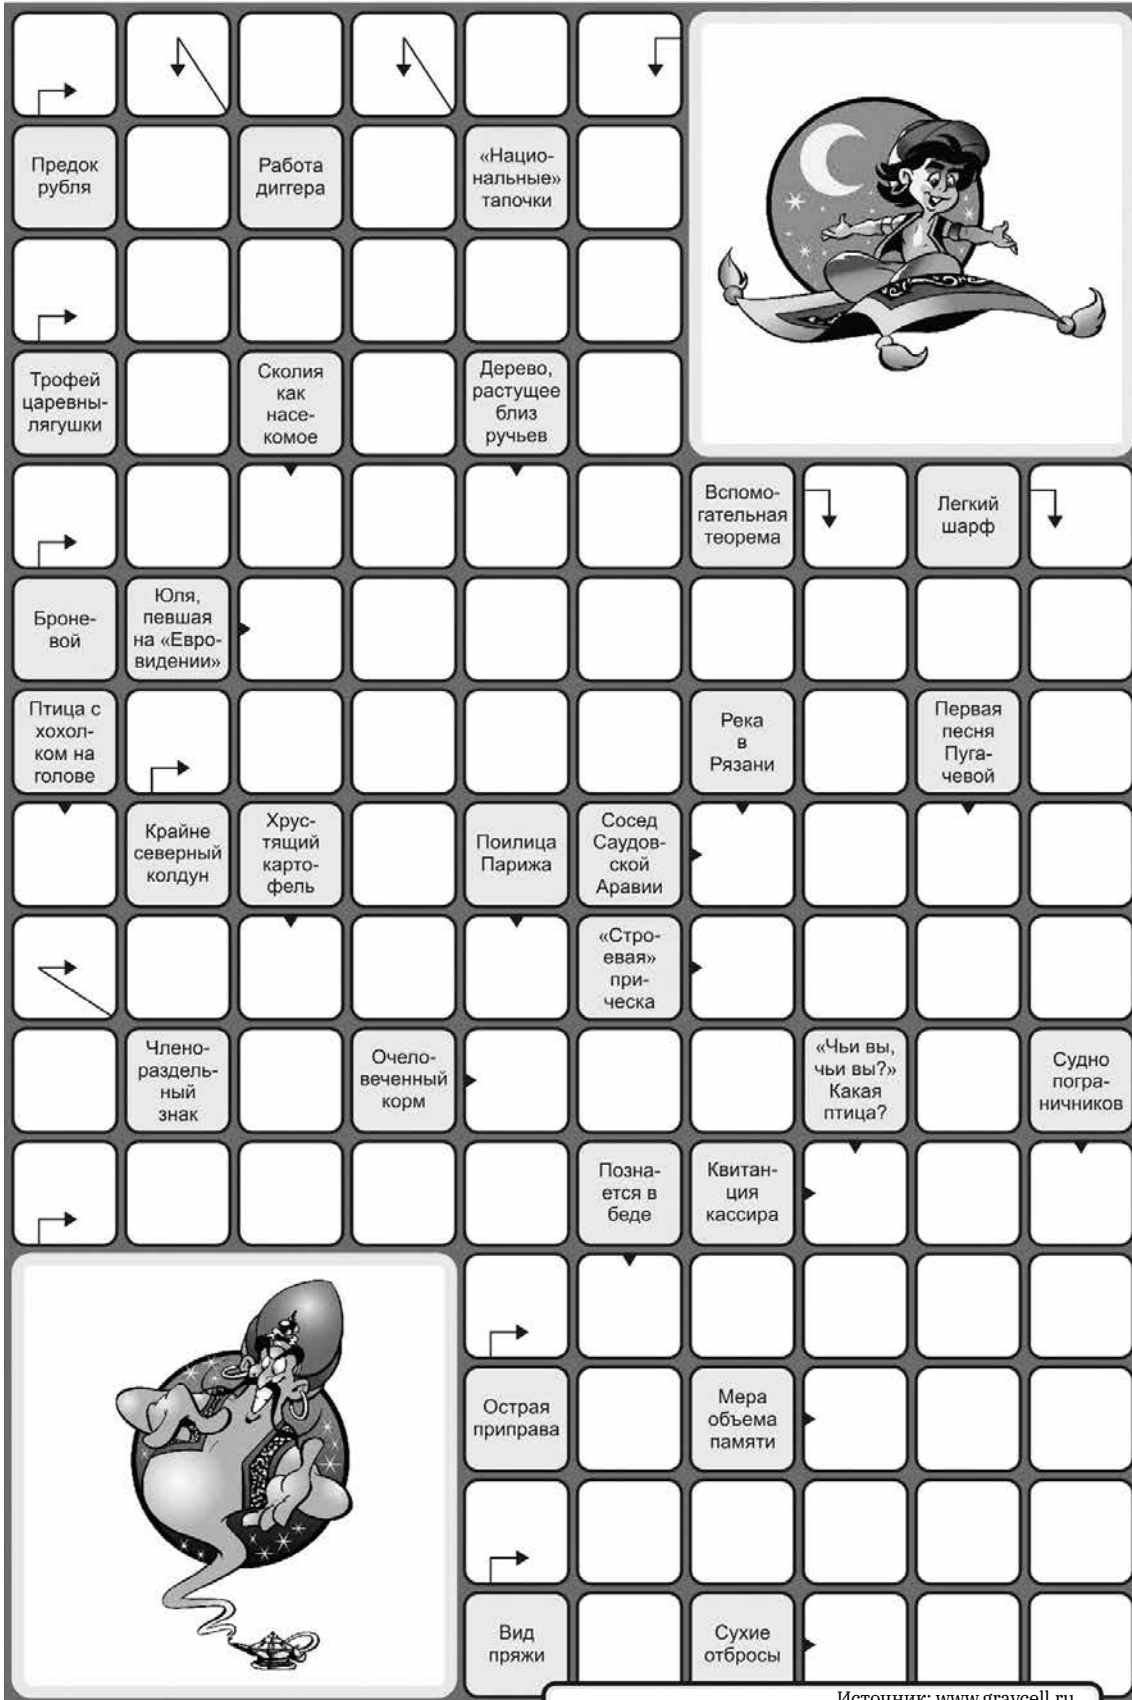 Предок
рубля
Работа
диггера
«Нацио-
нальные»
тапочки
Трофей
царевны-
лягушки
Сколия
как
насе-
комое
Дерево,
растущее
близ
ручьев
Вспомо-
гательная
теорема
Легкий
шарф
Броне-
вой
Юля,
певшая
на «Евро-
видении»
Птица с
хохол-
ком на
голове
Река
в
Рязани
Первая
песня
Пуга-
чевой
Крайне
северный
колдун
Хрус-
тящий
карто-
фель
Поилица
Парижа
Сосед
Саудов-
ской
Аравии
«Стро-
евая»
при-
ческа
Члено-
раздель-
ный
знак
Очело-
веченный
корм
«Чьи вы,
чьи вы?»
Какая
птица?
Судно
погра-
ничников
Позна-
ется в
беде
Квитан-
ция
кассира
Острая
приправа
Мера
объема
памяти
Вид
пряжи
Сухие
отбросы
Источник: www.graycell.ru